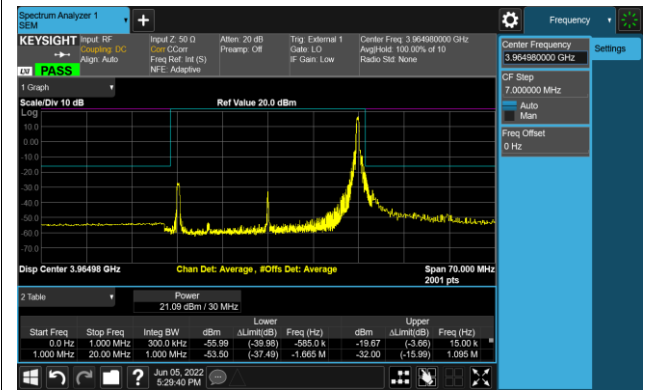 Spectrum Analyzer 1
SEM
Frequency
KEYSIGHT
Input: RF
Coupling: DC
Align: Auto
Input Z: 50 Ω
Corr CCorr
Freq Ref: Int (S)
NFE: Adaptive
Atten: 20 dB
Preamp: Off
Trig: External 1
Gate: LO
IF Gain: Low
Center Freq: 3.964980000 GHz
Avg|Hold: 100.00% of 10
Radio Std: None
LXI PASS
Center Frequency
3.964980000 GHz
Settings
CF Step
7.000000 MHz
Auto
Man
Freq Offset
0 Hz
1 Graph
Scale/Div 10 dB
Ref Value 20.0 dBm
Log
10.0
0.00
-10.0
-20.0
-30.0
-40.0
-50.0
-60.0
-70.0
Disp Center 3.96498 GHz
Chan Det: Average, #Offs Det: Average
Span 70.000 MHz
2001 pts
2 Table
Power
21.09 dBm / 30 MHz
Lower Upper
Start Freq Stop Freq Integ BW dBm ΔLimit(dB) Freq (Hz) dBm ΔLimit(dB) Freq (Hz)
0.0 Hz 1.000 MHz 300.0 kHz -55.99 (-39.98) -585.0 k -19.67 (-3.66) 15.00 k
1.000 MHz 20.00 MHz 1.000 MHz -53.50 (-37.49) -1.665 M -32.00 (-15.99) 1.095 M
Jun 05, 2022
5:29:40 PM